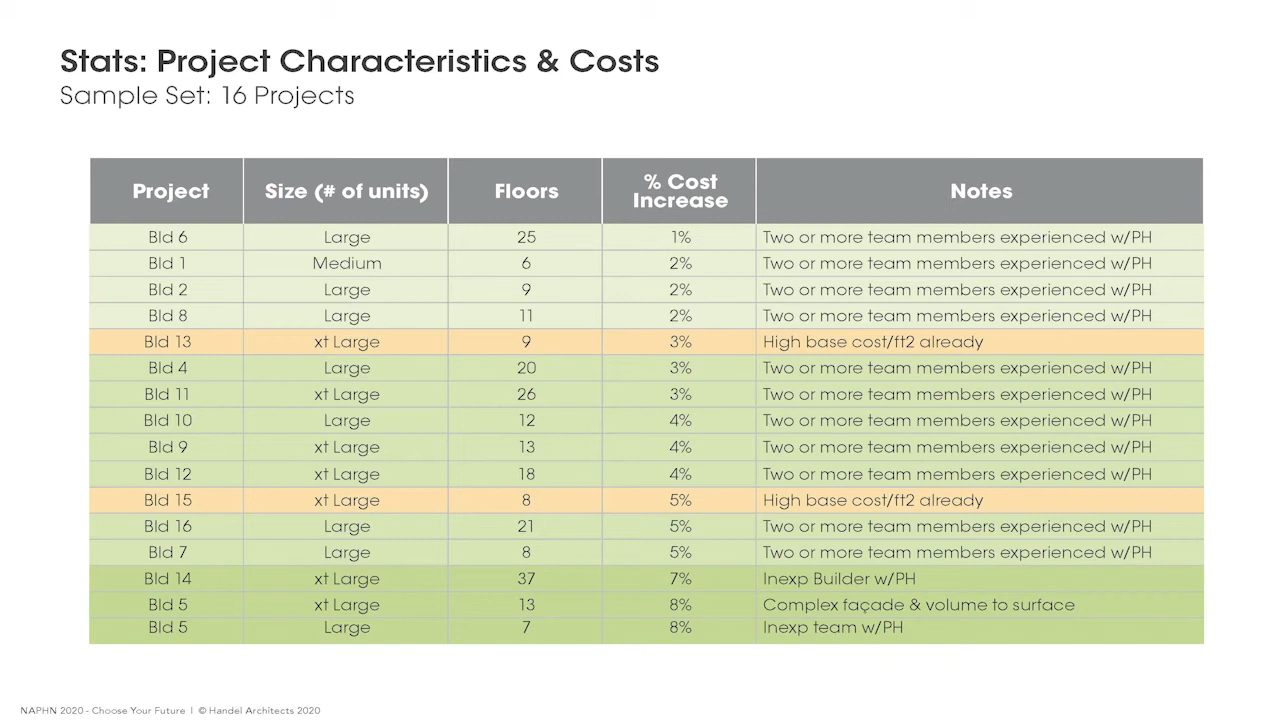 Stats: Project Characteristics & Costs
Sample Set: 16 Projects
Project Size (# of units) Floors % Cost Increase Notes
Bld 6 Large 25 1% Two or more team members experienced w/PH
Bld 1 Medium 6 2% Two or more team members experienced w/PH
Bld 2 Large 9 2% Two or more team members experienced w/PH
Bld 8 Large 11 2% Two or more team members experienced w/PH
Bld 13 xt Large 9 3% High base cost/ft2 already
Bld 4 Large 20 3% Two or more team members experienced w/PH
Bld 11 xt Large 26 3% Two or more team members experienced w/PH
Bld 10 Large 12 4% Two or more team members experienced w/PH
Bld 9 xt Large 13 4% Two or more team members experienced w/PH
Bld 12 xt Large 18 4% Two or more team members experienced w/PH
Bld 15 xt Large 8 5% High base cost/ft2 already
Bld 16 Large 21 5% Two or more team members experienced w/PH
Bld 7 Large 8 5% Two or more team members experienced w/PH
Bld 14 xt Large 37 7% Inexp Builder w/PH
Bld 5 xt Large 13 8% Complex façade & volume to surface
Bld 5 Large 7 8% Inexp team w/PH
NAPHN 2020 - Choose Your Future | © Handel Architects 2020